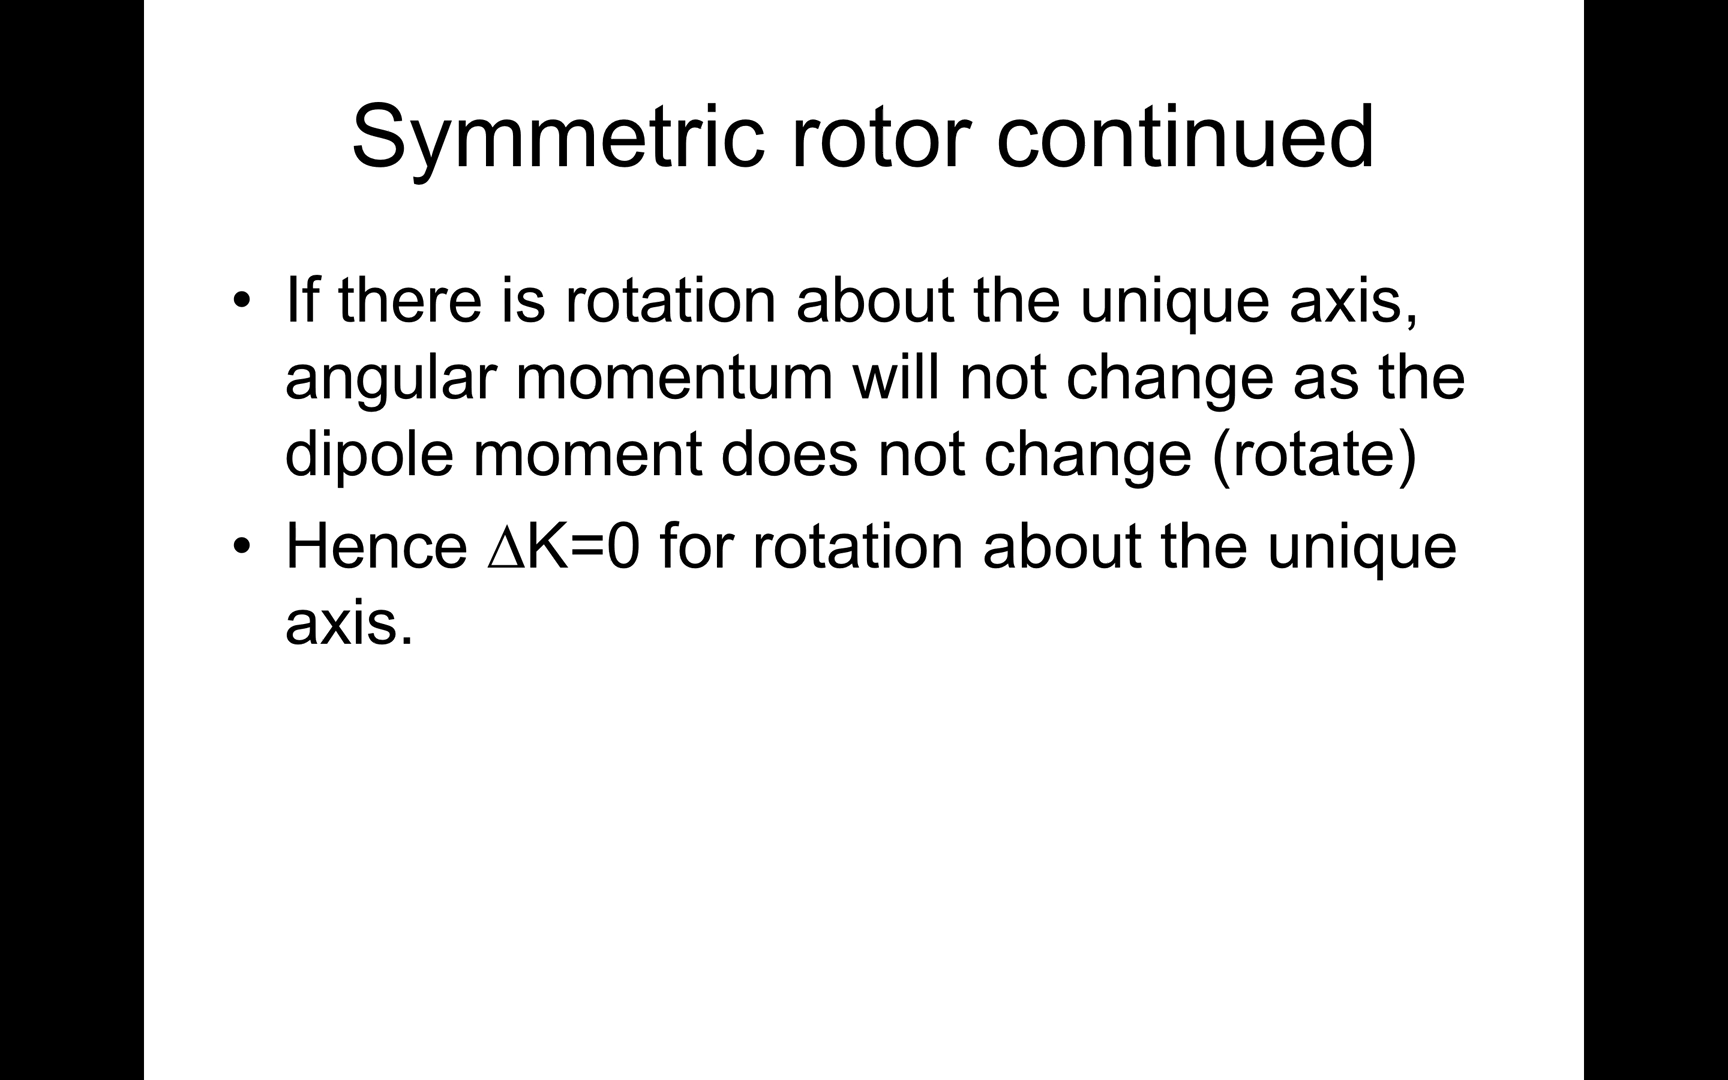 Symmetric rotor continued
• If there is rotation about the unique axis,
angular momentum will not change as the
dipole moment does not change (rotate)
• Hence ΔK=0 for rotation about the unique
axis.